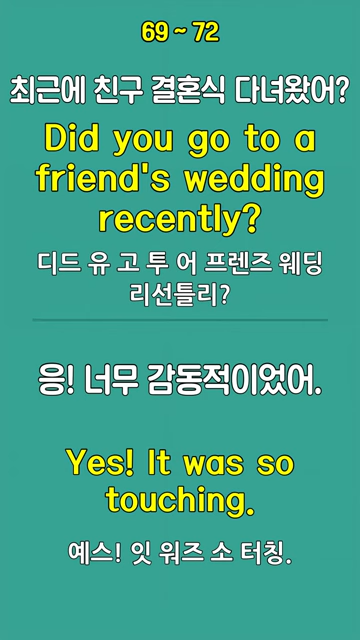 69 ~ 72
최근에 친구 결혼식 다녀왔어?
Did you go to a
friend's wedding
recently?
디드 유 고 투 어 프렌즈 웨딩
리선틀리?
응! 너무 감동적이었어.
Yes! It was so
touching.
예스! 잇 워즈 소 터칭.